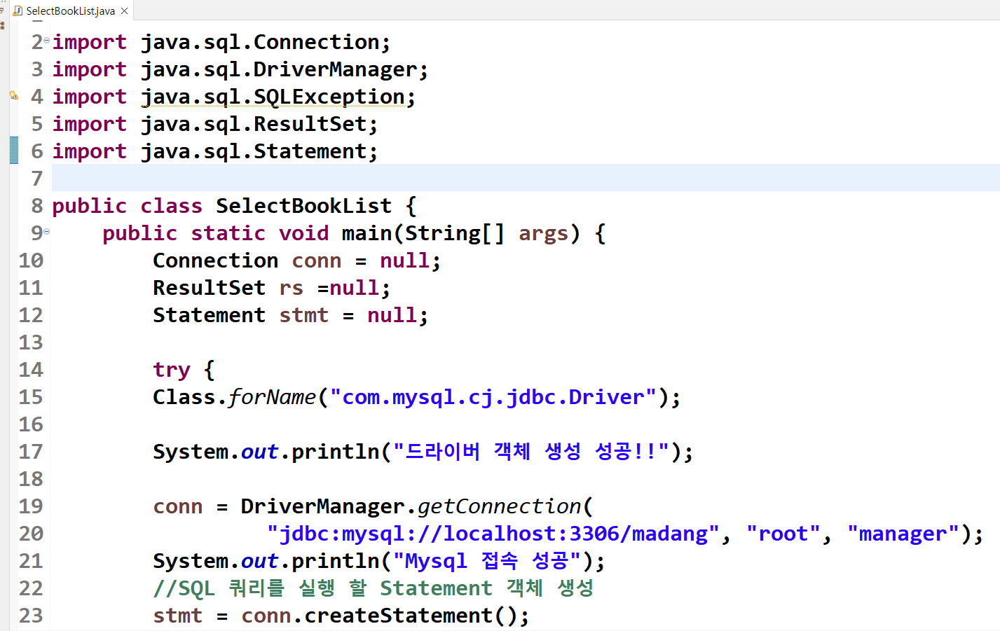 SelectBookList.java
2 import java.sql.Connection;
3 import java.sql.DriverManager;
4 import java.sql.SQLException;
5 import java.sql.ResultSet;
6 import java.sql.Statement;
7
8 public class SelectBookList {
9     public static void main(String[] args) {
10         Connection conn = null;
11         ResultSet rs =null;
12         Statement stmt = null;
13
14         try {
15         Class.forName("com.mysql.cj.jdbc.Driver");
16
17         System.out.println("드라이버 객체 생성 성공!!");
18
19         conn = DriverManager.getConnection(
20                  "jdbc:mysql://localhost:3306/madang", "root", "manager");
21         System.out.println("Mysql 접속 성공");
22         //SQL 쿼리를 실행 할 Statement 객체 생성
23         stmt = conn.createStatement();